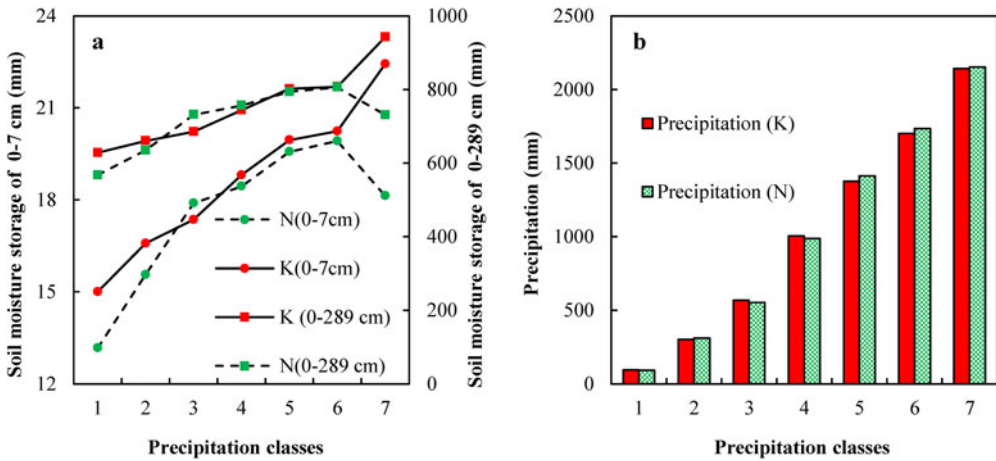 a
24
21
18
15
12
Soil moisture storage of 0-7 cm (mm)
1000
800
600
400
200
0
Soil moisture storage of 0-289 cm (mm)
N(0-7cm)
K(0-7cm)
K (0-289 cm)
N(0-289 cm)
1 2 3 4 5 6 7
Precipitation classes
b
2500
2000
1500
1000
500
0
Precipitation (mm)
Precipitation (K)
Precipitation (N)
1 2 3 4 5 6 7
Precipitation classes